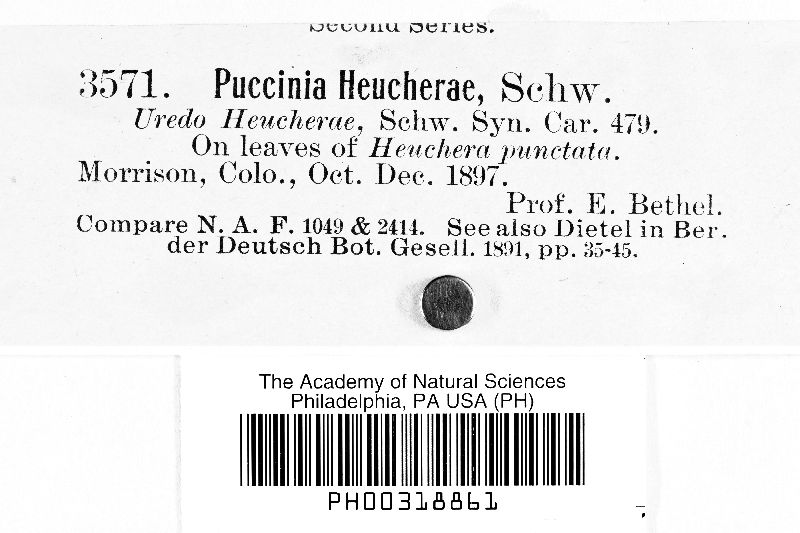 Second Series.
3571. Puccinia Heucherae, Schw.
Uredo Heucherae, Schw. Syn. Car. 479.
On leaves of Heuchera punctata.
Morrison, Colo., Oct. Dec. 1897.
Prof. E. Bethel.
Compare N. A. F. 1049 & 2414. See also Dietel in Ber.
der Deutsch Bot. Gesell. 1891, pp. 35-45.
The Academy of Natural Sciences
Philadelphia, PA USA (PH)
PH00318861